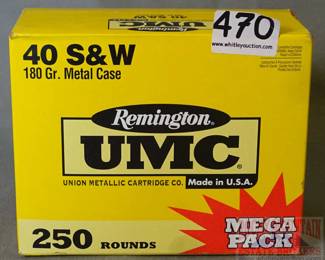 470
www.whitleyauction.com
40 S&W
180 Gr. Metal Case
Remington®
UMC®
UNION METALLIC CARTRIDGE CO. Made in U.S.A.
250 ROUNDS
MEGA
PACK